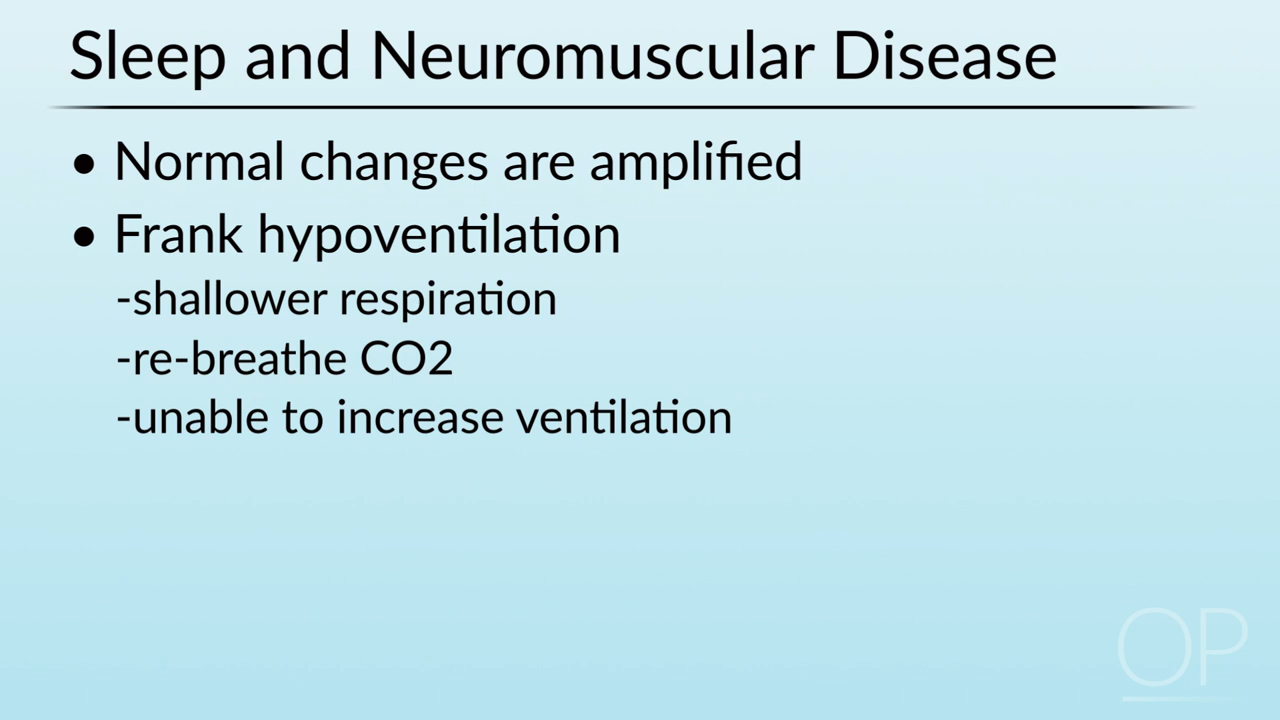 Sleep and Neuromuscular Disease
• Normal changes are amplified
• Frank hypoventilation
-shallower respiration
-re-breathe CO2
-unable to increase ventilation
OP